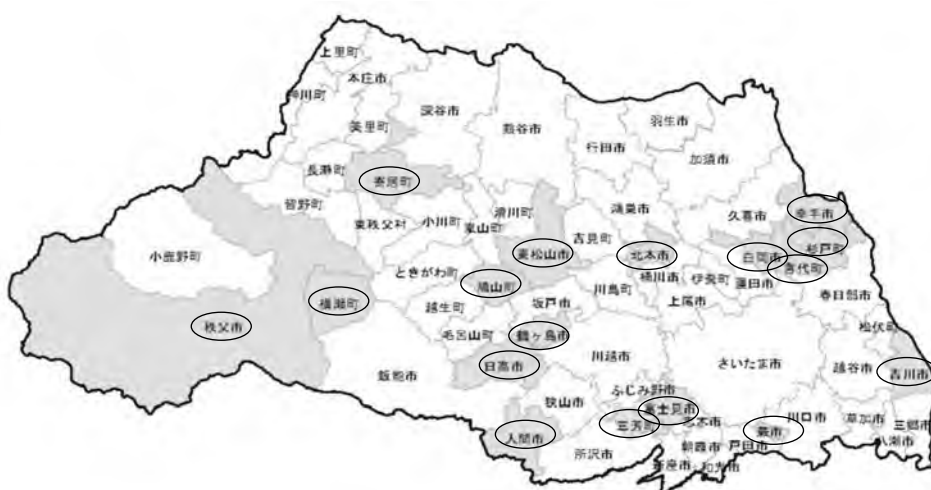 上里町
本庄市
神川町
美里町
深谷市
熊谷市
行田市
羽生市
加須市
長瀞町
寄居町
皆野町
東秩父村
小川町
嵐山町
滑川町
鴻巣市
久喜市
幸手市
杉戸町
小鹿野町
ときがわ町
東松山市
吉見町
北本市
白岡市
宮代町
桶川市
伊奈町
蓮田市
春日部市
鳩山町
横瀬町
秩父市
越生町
毛呂山町
坂戸市
川島町
上尾市
松伏町
鶴ヶ島市
日高市
飯能市
川越市
さいたま市
越谷市
吉川市
狭山市
ふじみ野市
富士見市
入間市
三芳町
志木市
所沢市
朝霞市
新座市
和光市
戸田市
蕨市
川口市
草加市
八潮市
三郷市